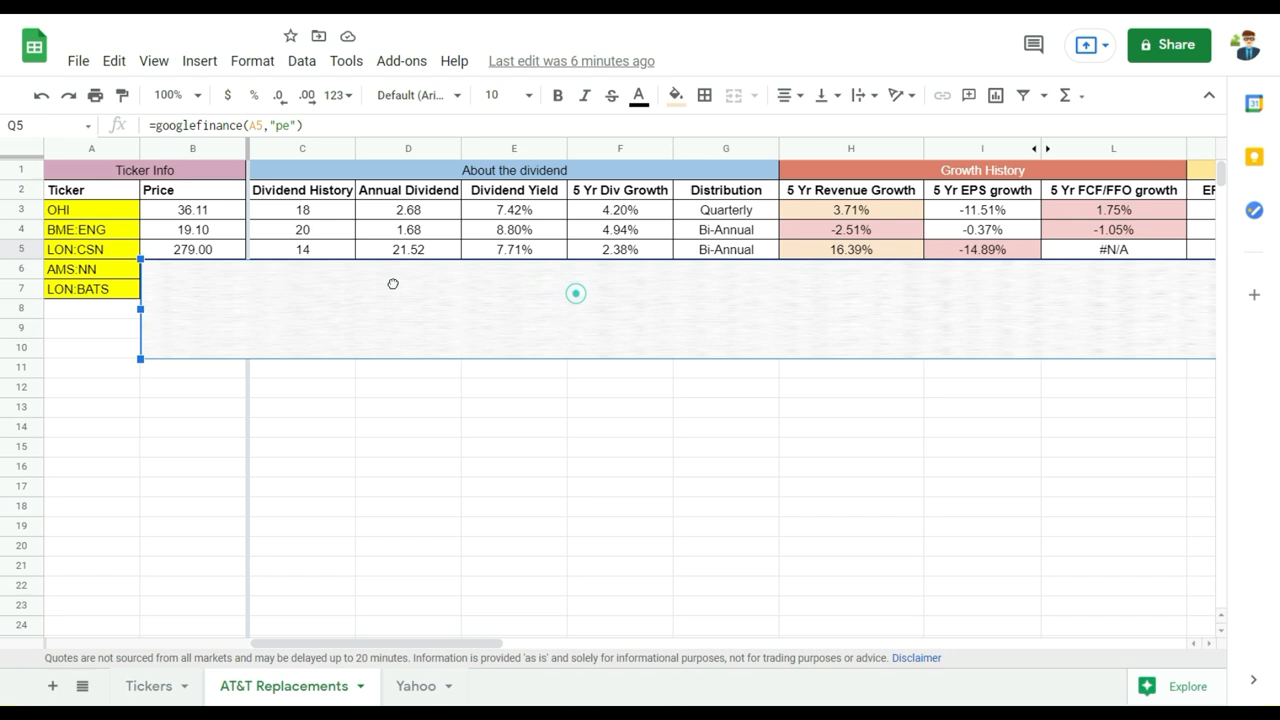 File Edit View Insert Format Data Tools Add-ons Help Last edit was 6 minutes ago
Share
100% $ % .0 .00 123 Default (Ari... 10 B I S A
Q5 fx =googlefinance(A5,"pe")
A B C D E F G H I L
1 Ticker Info About the dividend Growth History
2 Ticker Price Dividend History Annual Dividend Dividend Yield 5 Yr Div Growth Distribution 5 Yr Revenue Growth 5 Yr EPS growth 5 Yr FCF/FFO growth
3 OHI 36.11 18 2.68 7.42% 4.20% Quarterly 3.71% -11.51% 1.75%
4 BME:ENG 19.10 20 1.68 8.80% 4.94% Bi-Annual -2.51% -0.37% -1.05%
5 LON:CSN 279.00 14 21.52 7.71% 2.38% Bi-Annual 16.39% -14.89% #N/A
6 AMS:NN
7 LON:BATS
8
9
10
11
12
13
14
15
16
17
18
19
20
21
22
23
24
Quotes are not sourced from all markets and may be delayed up to 20 minutes. Information is provided 'as is' and solely for informational purposes, not for trading purposes or advice. Disclaimer
Tickers AT&T Replacements Yahoo Explore